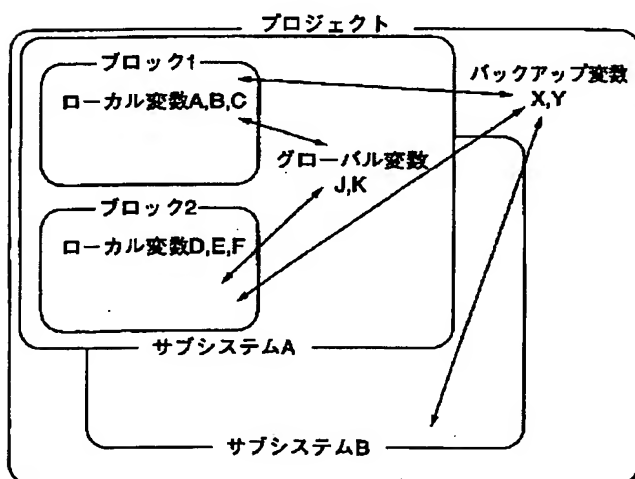 プロジェクト
ブロック1
ローカル変数A,B,C
バックアップ変数
X,Y
グローバル変数
J,K
ブロック2
ローカル変数D,E,F
サブシステムA
サブシステムB